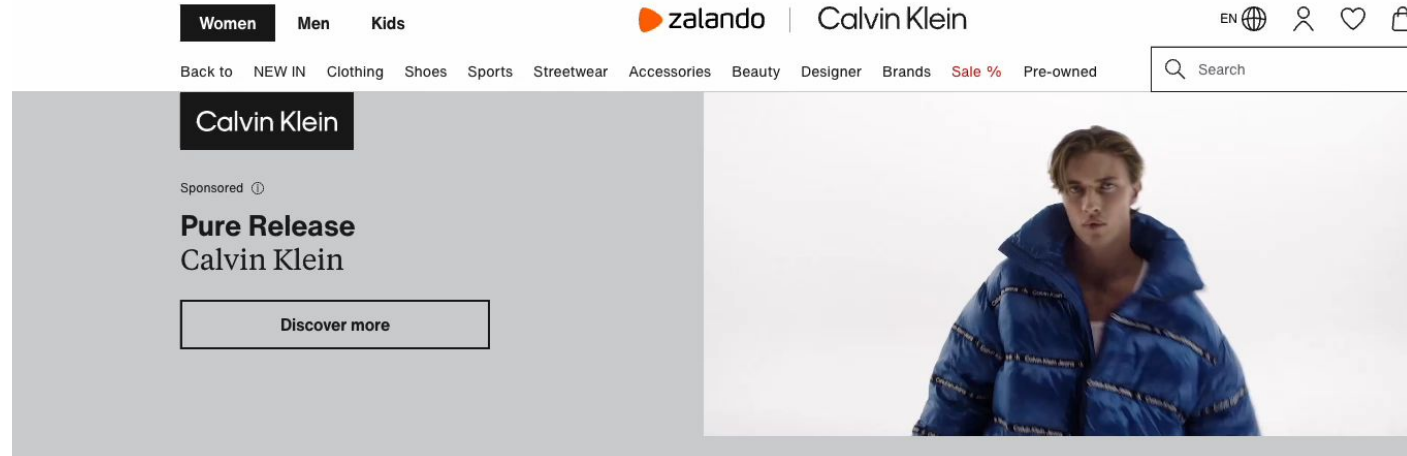 Women Men Kids
zalando | Calvin Klein
EN
Back to NEW IN Clothing Shoes Sports Streetwear Accessories Beauty Designer Brands Sale % Pre-owned
Search
Calvin Klein
Sponsored ⓘ
Pure Release
Calvin Klein
Discover more